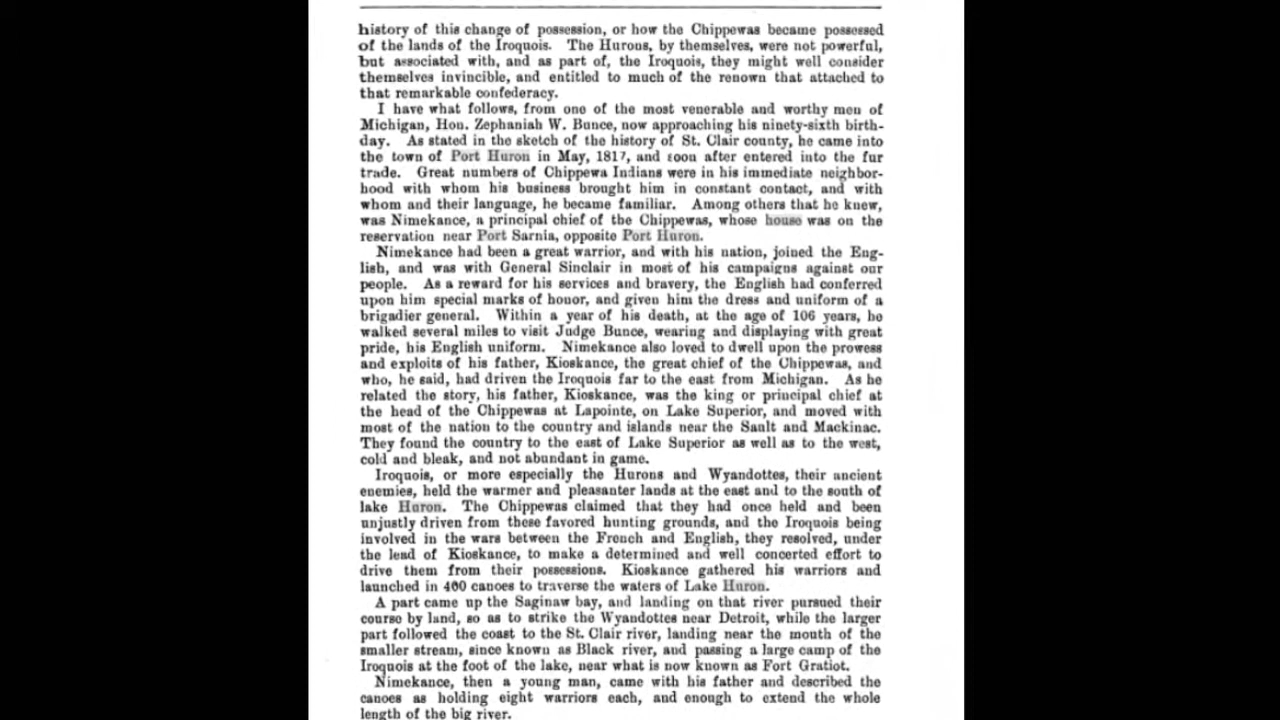 history of this change of possession, or how the Chippewas became possessed
of the lands of the Iroquois. The Hurons, by themselves, were not powerful,
but associated with, and as part of, the Iroquois, they might well consider
themselves invincible, and entitled to much of the renown that attached to
that remarkable confederacy.
I have what follows, from one of the most venerable and worthy men of
Michigan, Hon. Zephaniah W. Bunce, now approaching his ninety-sixth birth-
day. As stated in the sketch of the history of St. Clair county, he came into
the town of Port Huron in May, 1817, and soon after entered into the fur
trade. Great numbers of Chippewa Indians were in his immediate neighbor-
hood with whom his business brought him in constant contact, and with
whom and their language, he became familiar. Among others that he knew,
was Nimekance, a principal chief of the Chippewas, whose house was on the
reservation near Port Sarnia, opposite Port Huron.
Nimekance had been a great warrior, and with his nation, joined the Eng-
lish, and was with General Sinclair in most of his campaigns against our
people. As a reward for his services and bravery, the English had conferred
upon him special marks of honor, and given him the dress and uniform of a
brigadier general. Within a year of his death, at the age of 106 years, he
walked several miles to visit Judge Bunce, wearing and displaying with great
pride, his English uniform. Nimekance also loved to dwell upon the prowess
and exploits of his father, Kioskance, the great chief of the Chippewas, and
who, he said, had driven the Iroquois far to the east from Michigan. As he
related the story, his father, Kioskance, was the king or principal chief at
the head of the Chippewas at Lapointe, on Lake Superior, and moved with
most of the nation to the country and islands near the Sault and Mackinac.
They found the country to the east of Lake Superior as well as to the west,
cold and bleak, and not abundant in game.
Iroquois, or more especially the Hurons and Wyandottes, their ancient
enemies, held the warmer and pleasanter lands at the east and to the south of
lake Huron. The Chippewas claimed that they had once held and been
unjustly driven from these favored hunting grounds, and the Iroquois being
involved in the wars between the French and English, they resolved, under
the lead of Kioskance, to make a determined and well concerted effort to
drive them from their possessions. Kioskance gathered his warriors and
launched in 400 canoes to traverse the waters of Lake Huron.
A part came up the Saginaw bay, and landing on that river pursued their
course by land, so as to strike the Wyandottes near Detroit, while the larger
part followed the coast to the St. Clair river, landing near the mouth of the
smaller stream, since known as Black river, and passing a large camp of the
Iroquois at the foot of the lake, near what is now known as Fort Gratiot.
Nimekance, then a young man, came with his father and described the
canoes as holding eight warriors each, and enough to extend the whole
length of the big river.